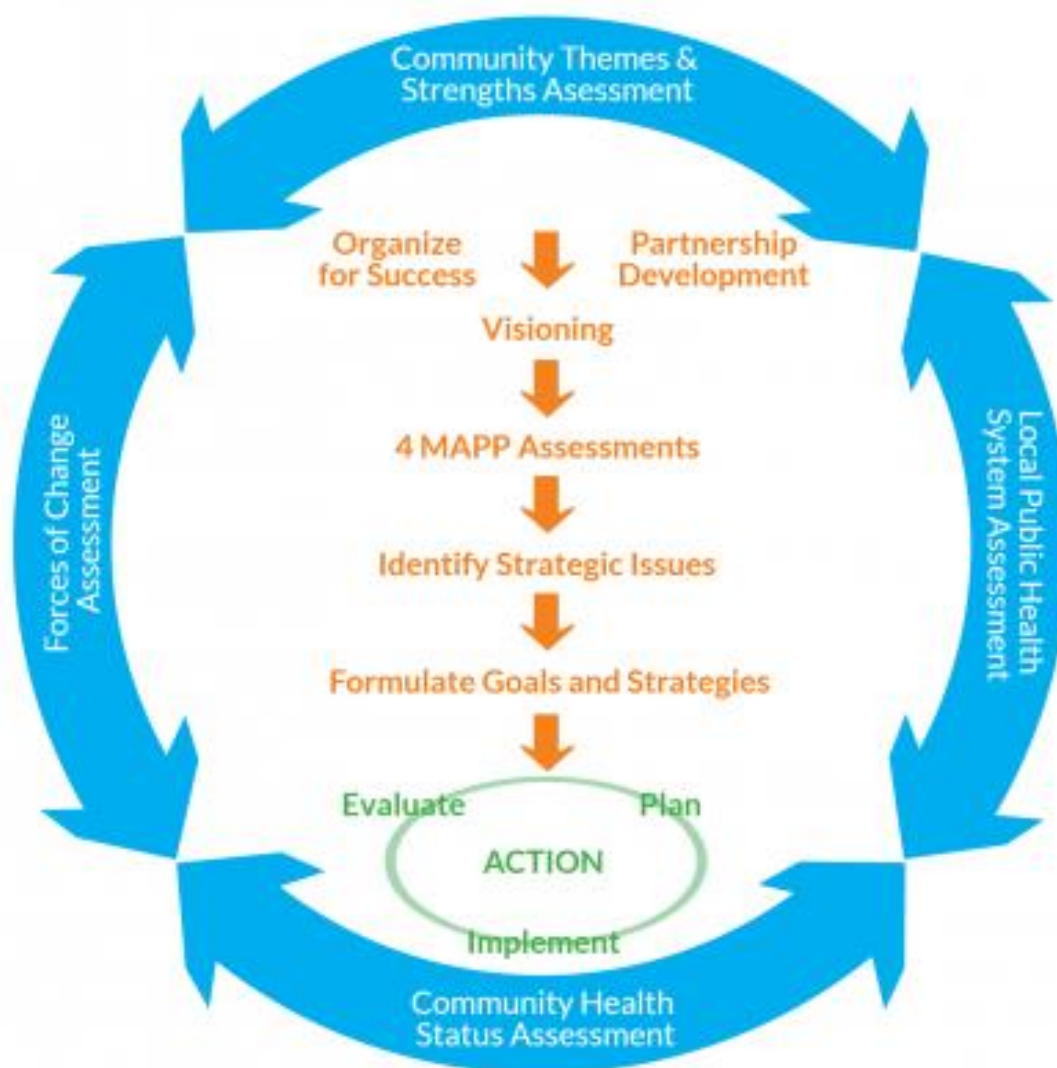 Community Themes &
Strengths Asessment
Organize
for Success
Partnership
Development
Visioning
4 MAPP Assessments
Identify Strategic Issues
Formulate Goals and Strategies
Evaluate
Plan
ACTION
Implement
Forces of Change
Assessment
Local Public Health
System Assessment
Community Health
Status Assessment